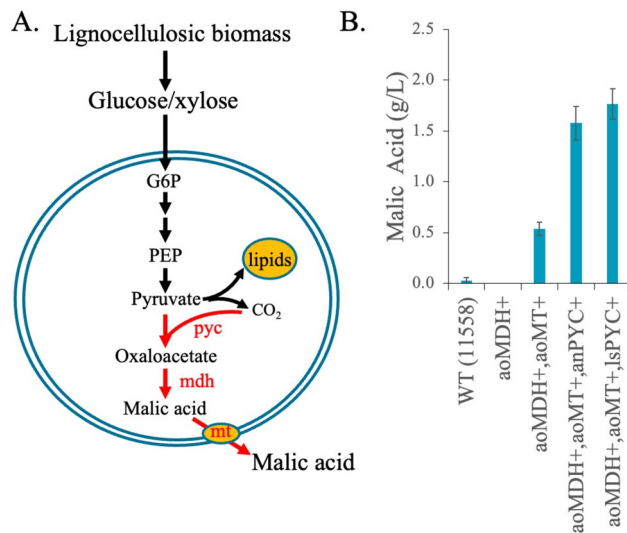 A.
Lignocellulosic biomass
Glucose/xylose
G6P
PEP
lipids
Pyruvate
CO2
pyc
Oxaloacetate
mdh
Malic acid
mt
Malic acid
B.
Malic Acid (g/L)
2.5
2.0
1.5
1.0
0.5
0.0
WT (11558)
aoMDH+
aoMDH+,aoMT+
aoMDH+,aoMT+,anPYC+
aoMDH+,aoMT+,lsPYC+